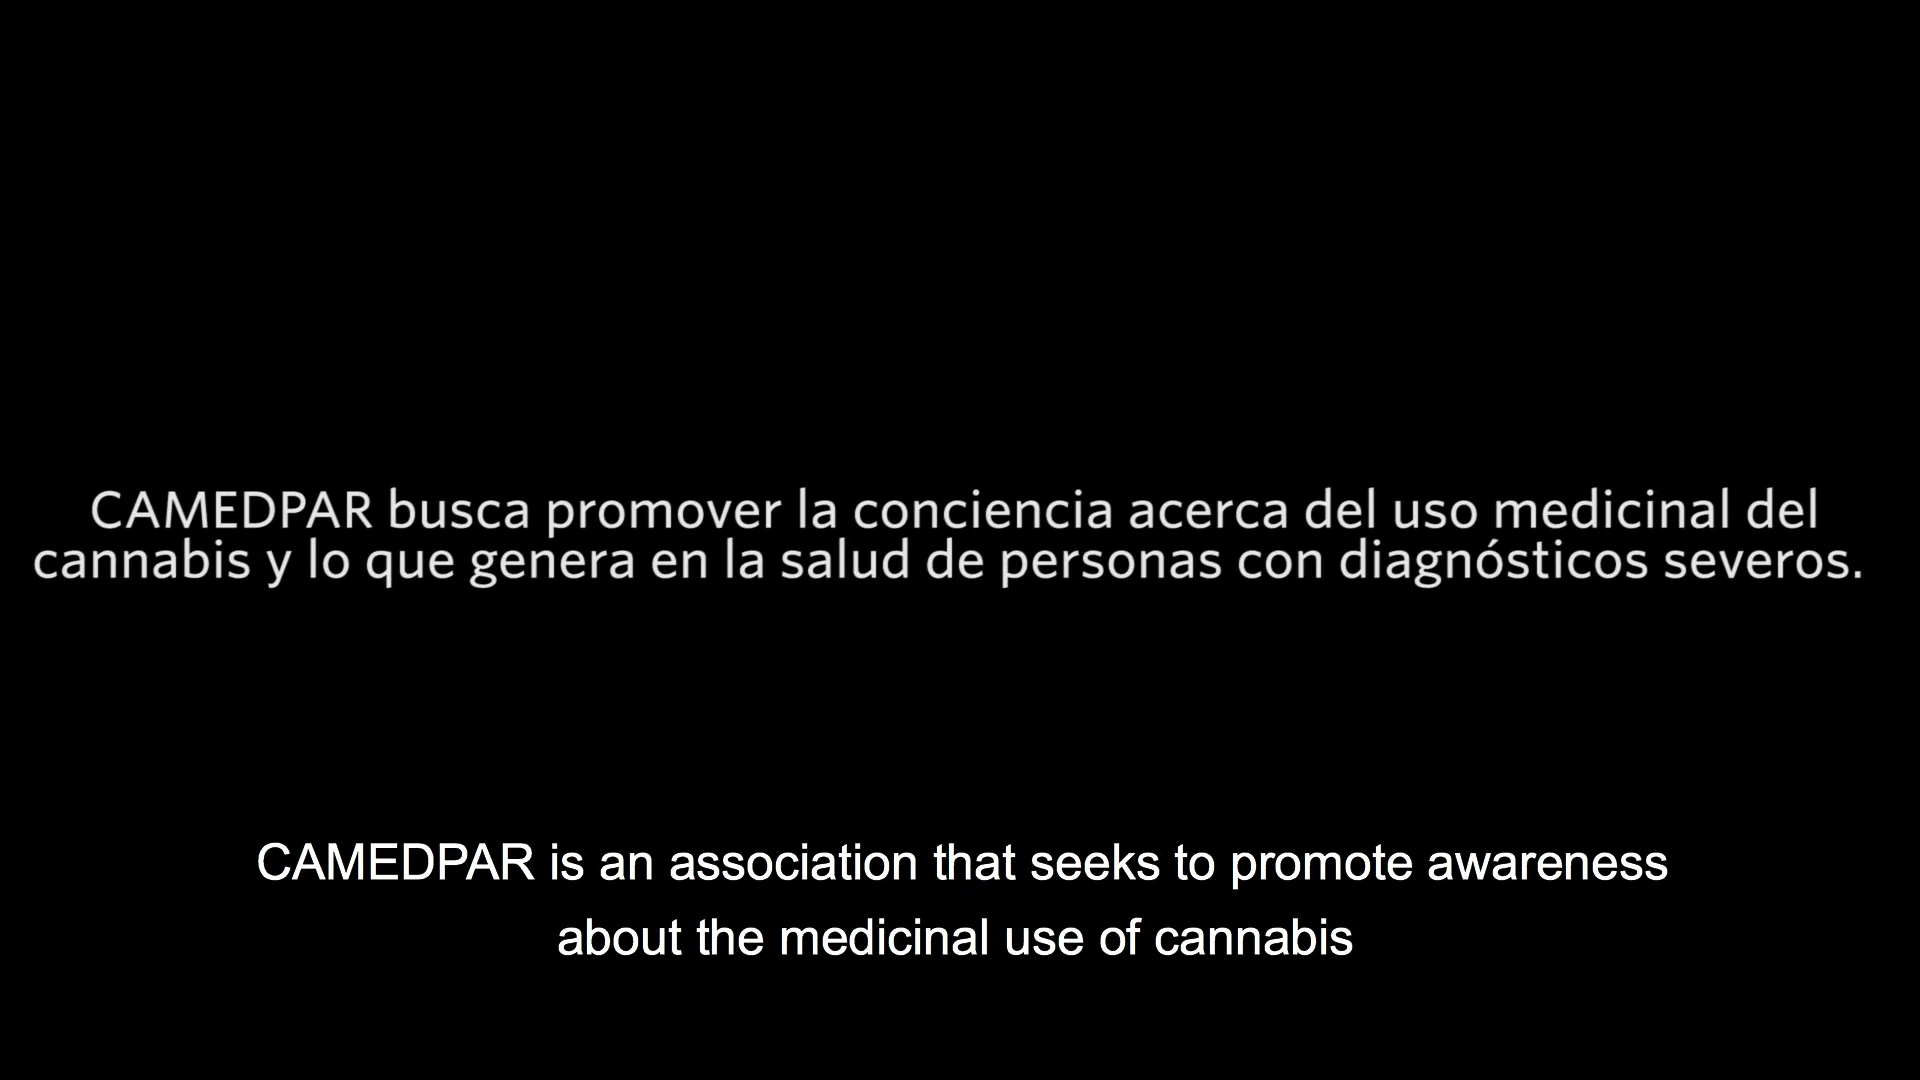 CAMEDPAR busca promover la conciencia acerca del uso medicinal del
cannabis y lo que genera en la salud de personas con diagnósticos severos.
CAMEDPAR is an association that seeks to promote awareness
about the medicinal use of cannabis